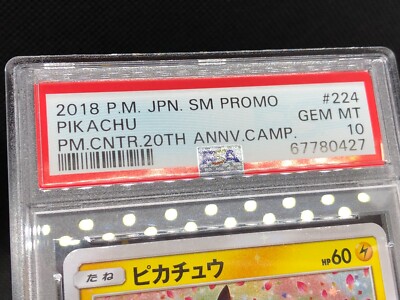 2018 P.M. JPN. SM PROMO #224
PIKACHU GEM MT
PM.CNTR.20TH ANNV.CAMP. 10
67780427
PSA
たね ピカチュウ HP60